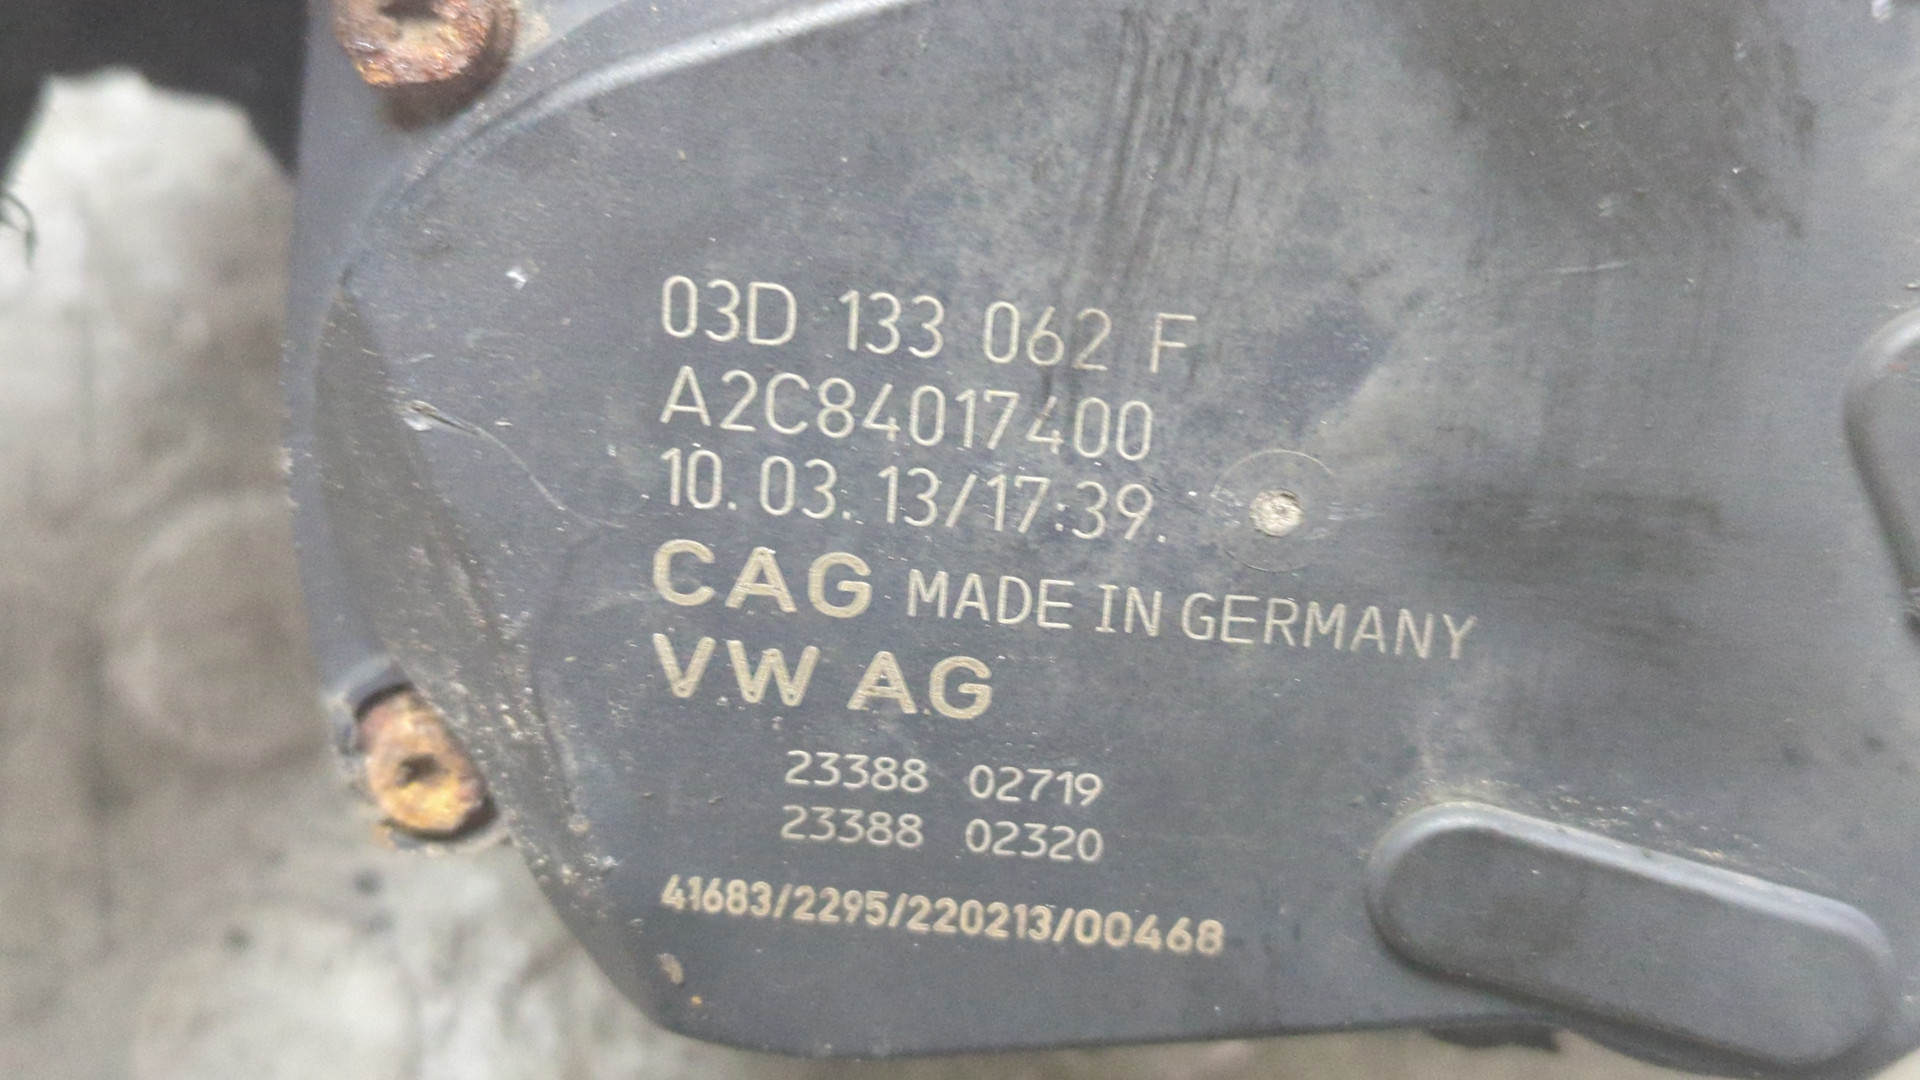 03D 133 062 F
A2C84017400
10.03.13/17:39.
CAG MADE IN GERMANY
VW AG
23388 02719
23388 02320
41683/2295/220213/00468